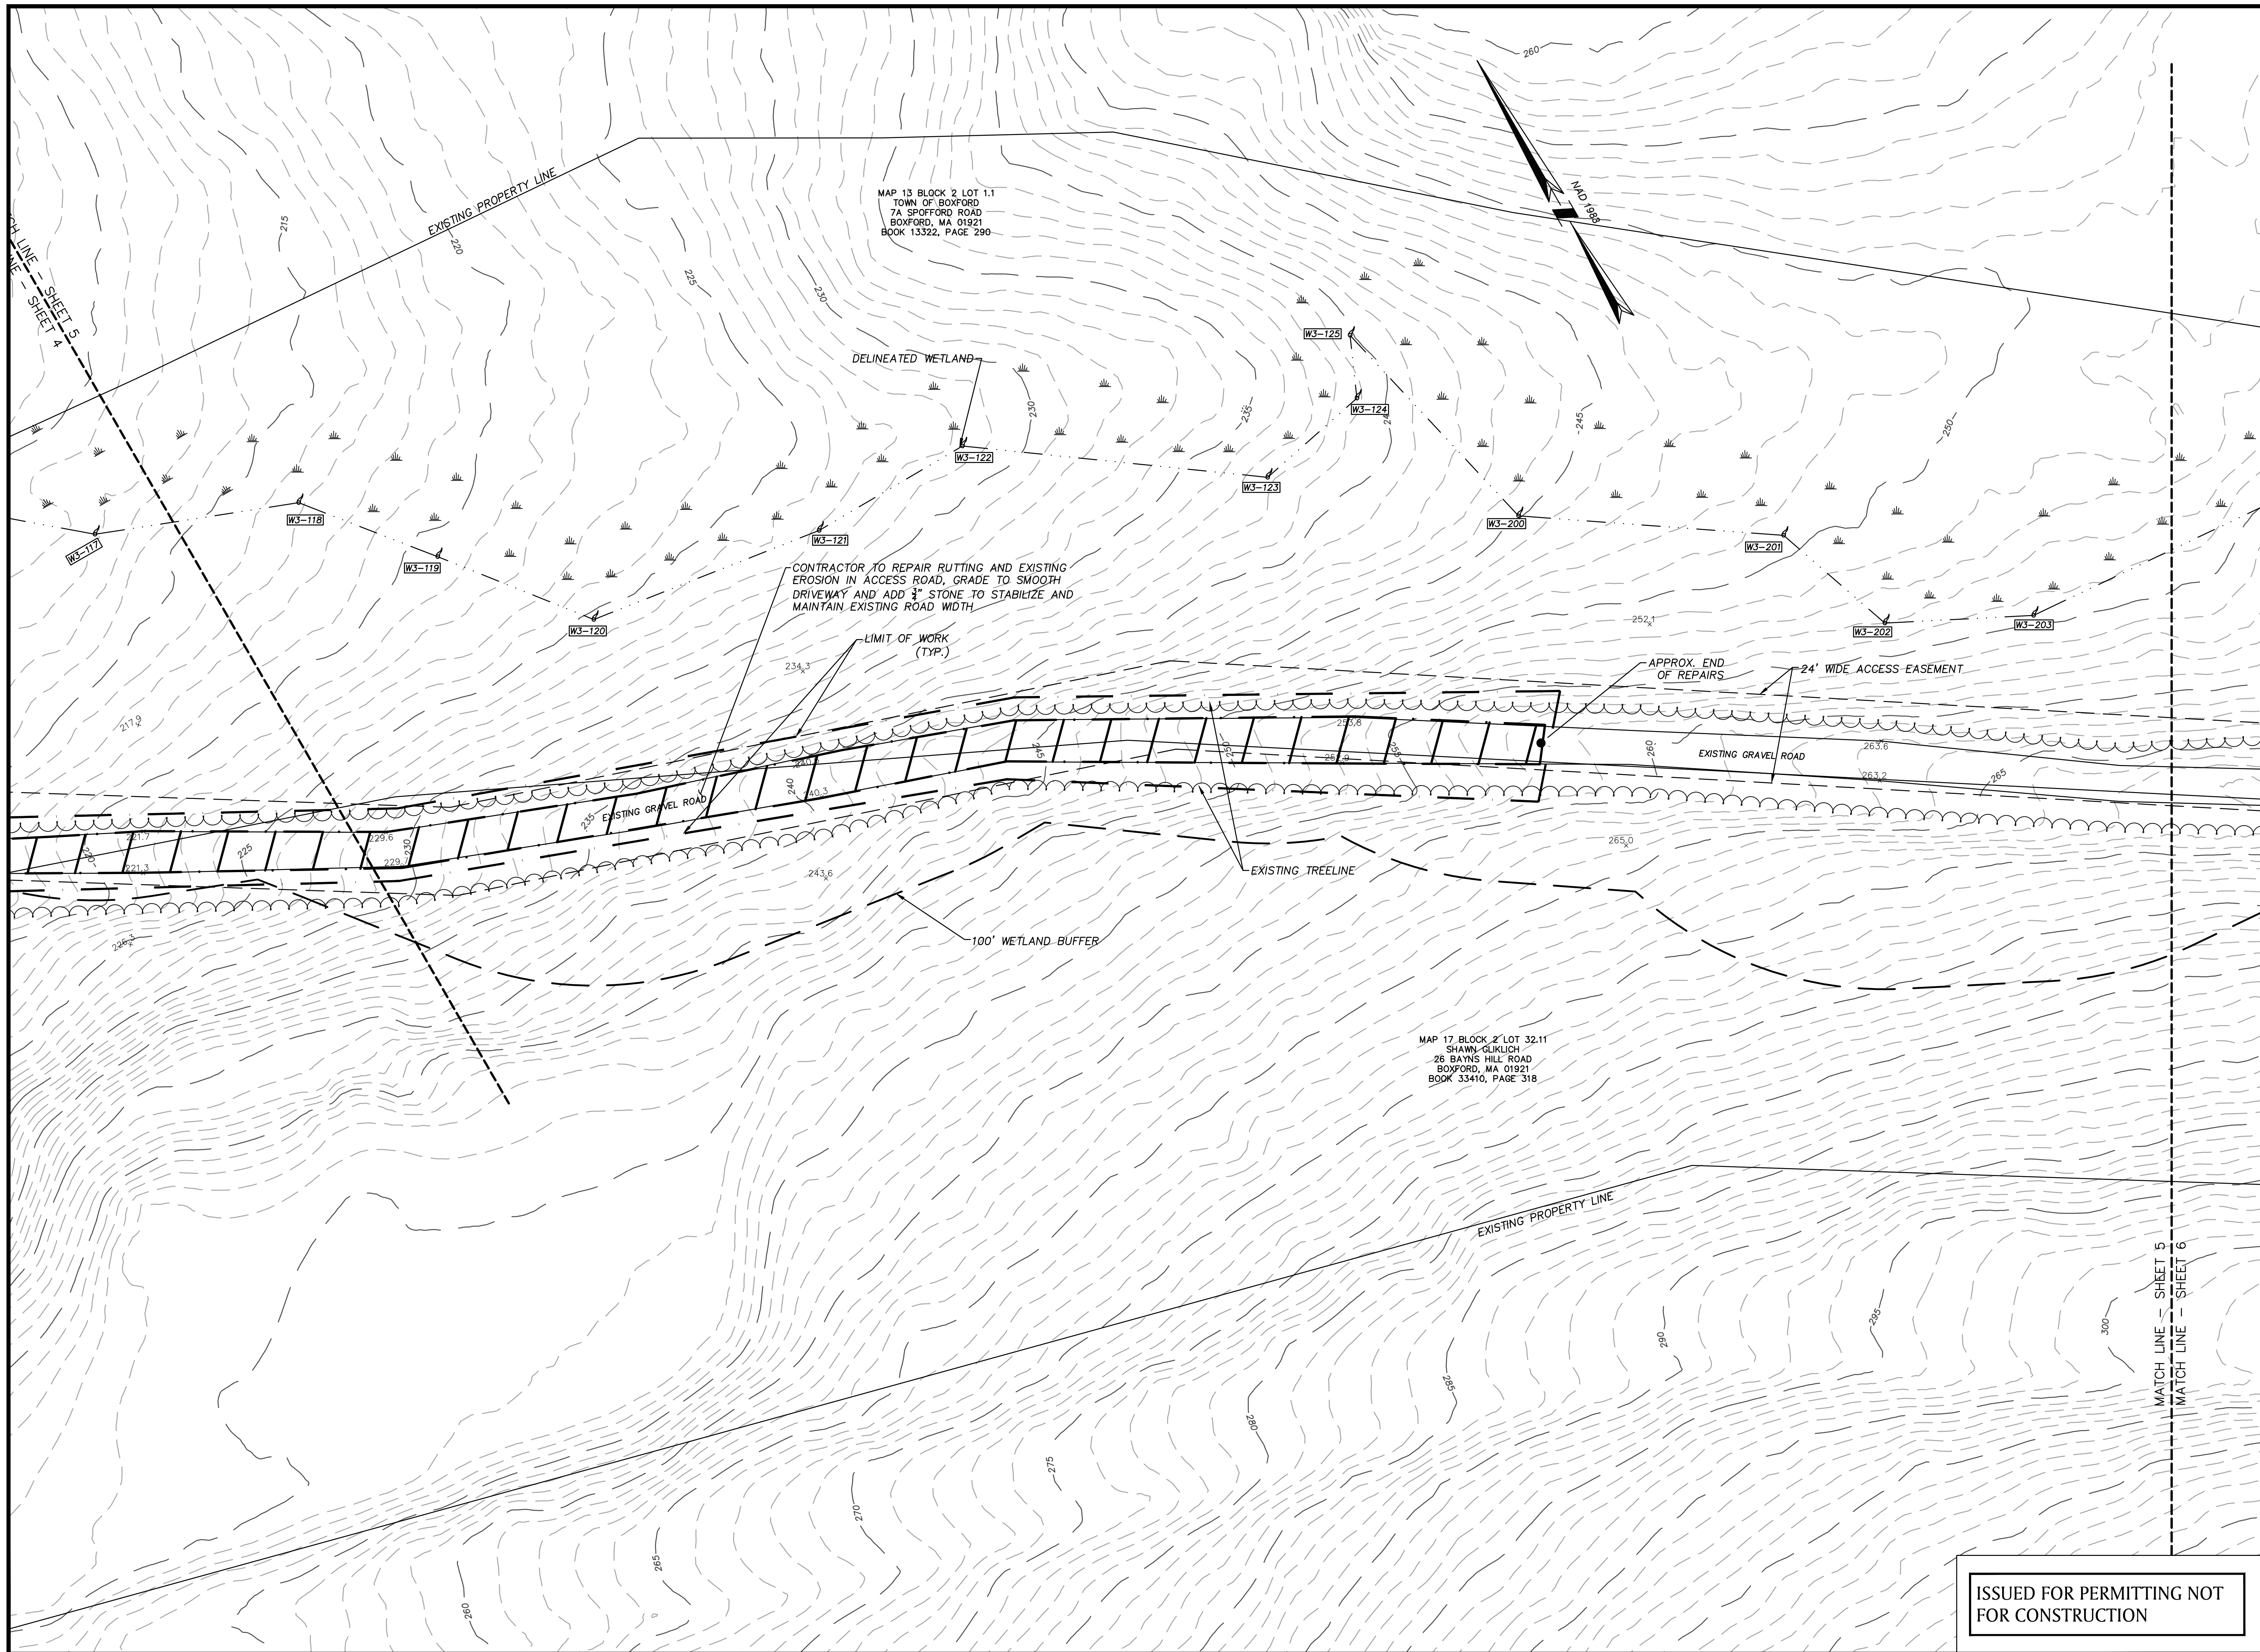 260
215
EXISTING PROPERTY LINE
220
MAP 13 BLOCK 2 LOT 1.1
TOWN OF BOXFORD
7A SPOFFORD ROAD
BOXFORD, MA 01921
BOOK 13322, PAGE 290
NAD 1983
LINE - SHEET 5
- SHEET 4
225
230
DELINEATED WETLAND
W3-125
230
235
W3-124
245
250
W3-122
W3-123
W3-117
W3-118
W3-119
W3-120
W3-121
W3-200
W3-201
W3-202
W3-203
CONTRACTOR TO REPAIR RUTTING AND EXISTING
EROSION IN ACCESS ROAD, GRADE TO SMOOTH
DRIVEWAY AND ADD 3/4" STONE TO STABILIZE AND
MAINTAIN EXISTING ROAD WIDTH
LIMIT OF WORK
(TYP.)
252.1
234.3
APPROX. END
OF REPAIRS
24' WIDE ACCESS EASEMENT
217.9
253.8
245
250
255
260
EXISTING GRAVEL ROAD
263.6
263.2
265
240
240.3
235
EXISTING GRAVEL ROAD
221.7
220
221.3
225
229.6
230
265.0
243.6
EXISTING TREELINE
100' WETLAND BUFFER
MAP 17 BLOCK 2 LOT 32.11
SHAWN GLIKLICH
26 BAYNS HILL ROAD
BOXFORD, MA 01921
BOOK 33410, PAGE 318
EXISTING PROPERTY LINE
MATCH LINE - SHEET 5
MATCH LINE - SHEET 6
300
295
290
285
280
275
270
265
260
ISSUED FOR PERMITTING NOT
FOR CONSTRUCTION